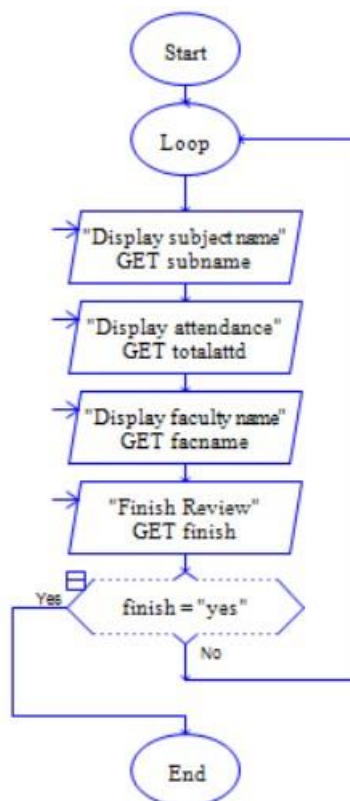 Start
Loop
"Display subject name"
GET subname
"Display attendance"
GET totalattd
"Display faculty name"
GET facname
"Finish Review"
GET finish
Yes
finish = "yes"
No
End